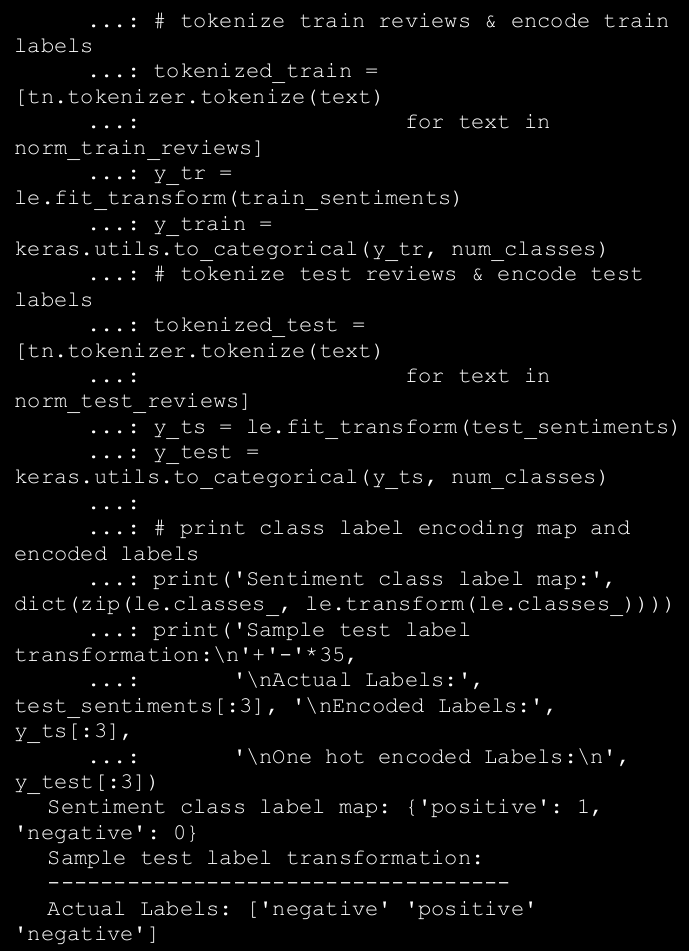 ...: # tokenize train reviews & encode train
labels
...: tokenized_train =
[tn.tokenizer.tokenize(text)
...:                    for text in
norm_train_reviews]
...: y_tr =
le.fit_transform(train_sentiments)
...: y_train =
keras.utils.to_categorical(y_tr, num_classes)
...: # tokenize test reviews & encode test
labels
...: tokenized_test =
[tn.tokenizer.tokenize(text)
...:                    for text in
norm_test_reviews]
...: y_ts = le.fit_transform(test_sentiments)
...: y_test =
keras.utils.to_categorical(y_ts, num_classes)
...:
...: # print class label encoding map and
encoded labels
...: print('Sentiment class label map:',
dict(zip(le.classes_, le.transform(le.classes_))))
...: print('Sample test label
transformation:\n'+'-'*35,
...:       '\nActual Labels:',
test_sentiments[:3], '\nEncoded Labels:',
y_ts[:3],
...:       '\nOne hot encoded Labels:\n',
y_test[:3])
Sentiment class label map: {'positive': 1,
'negative': 0}
Sample test label transformation:
-----------------------------------
Actual Labels: ['negative' 'positive'
'negative']